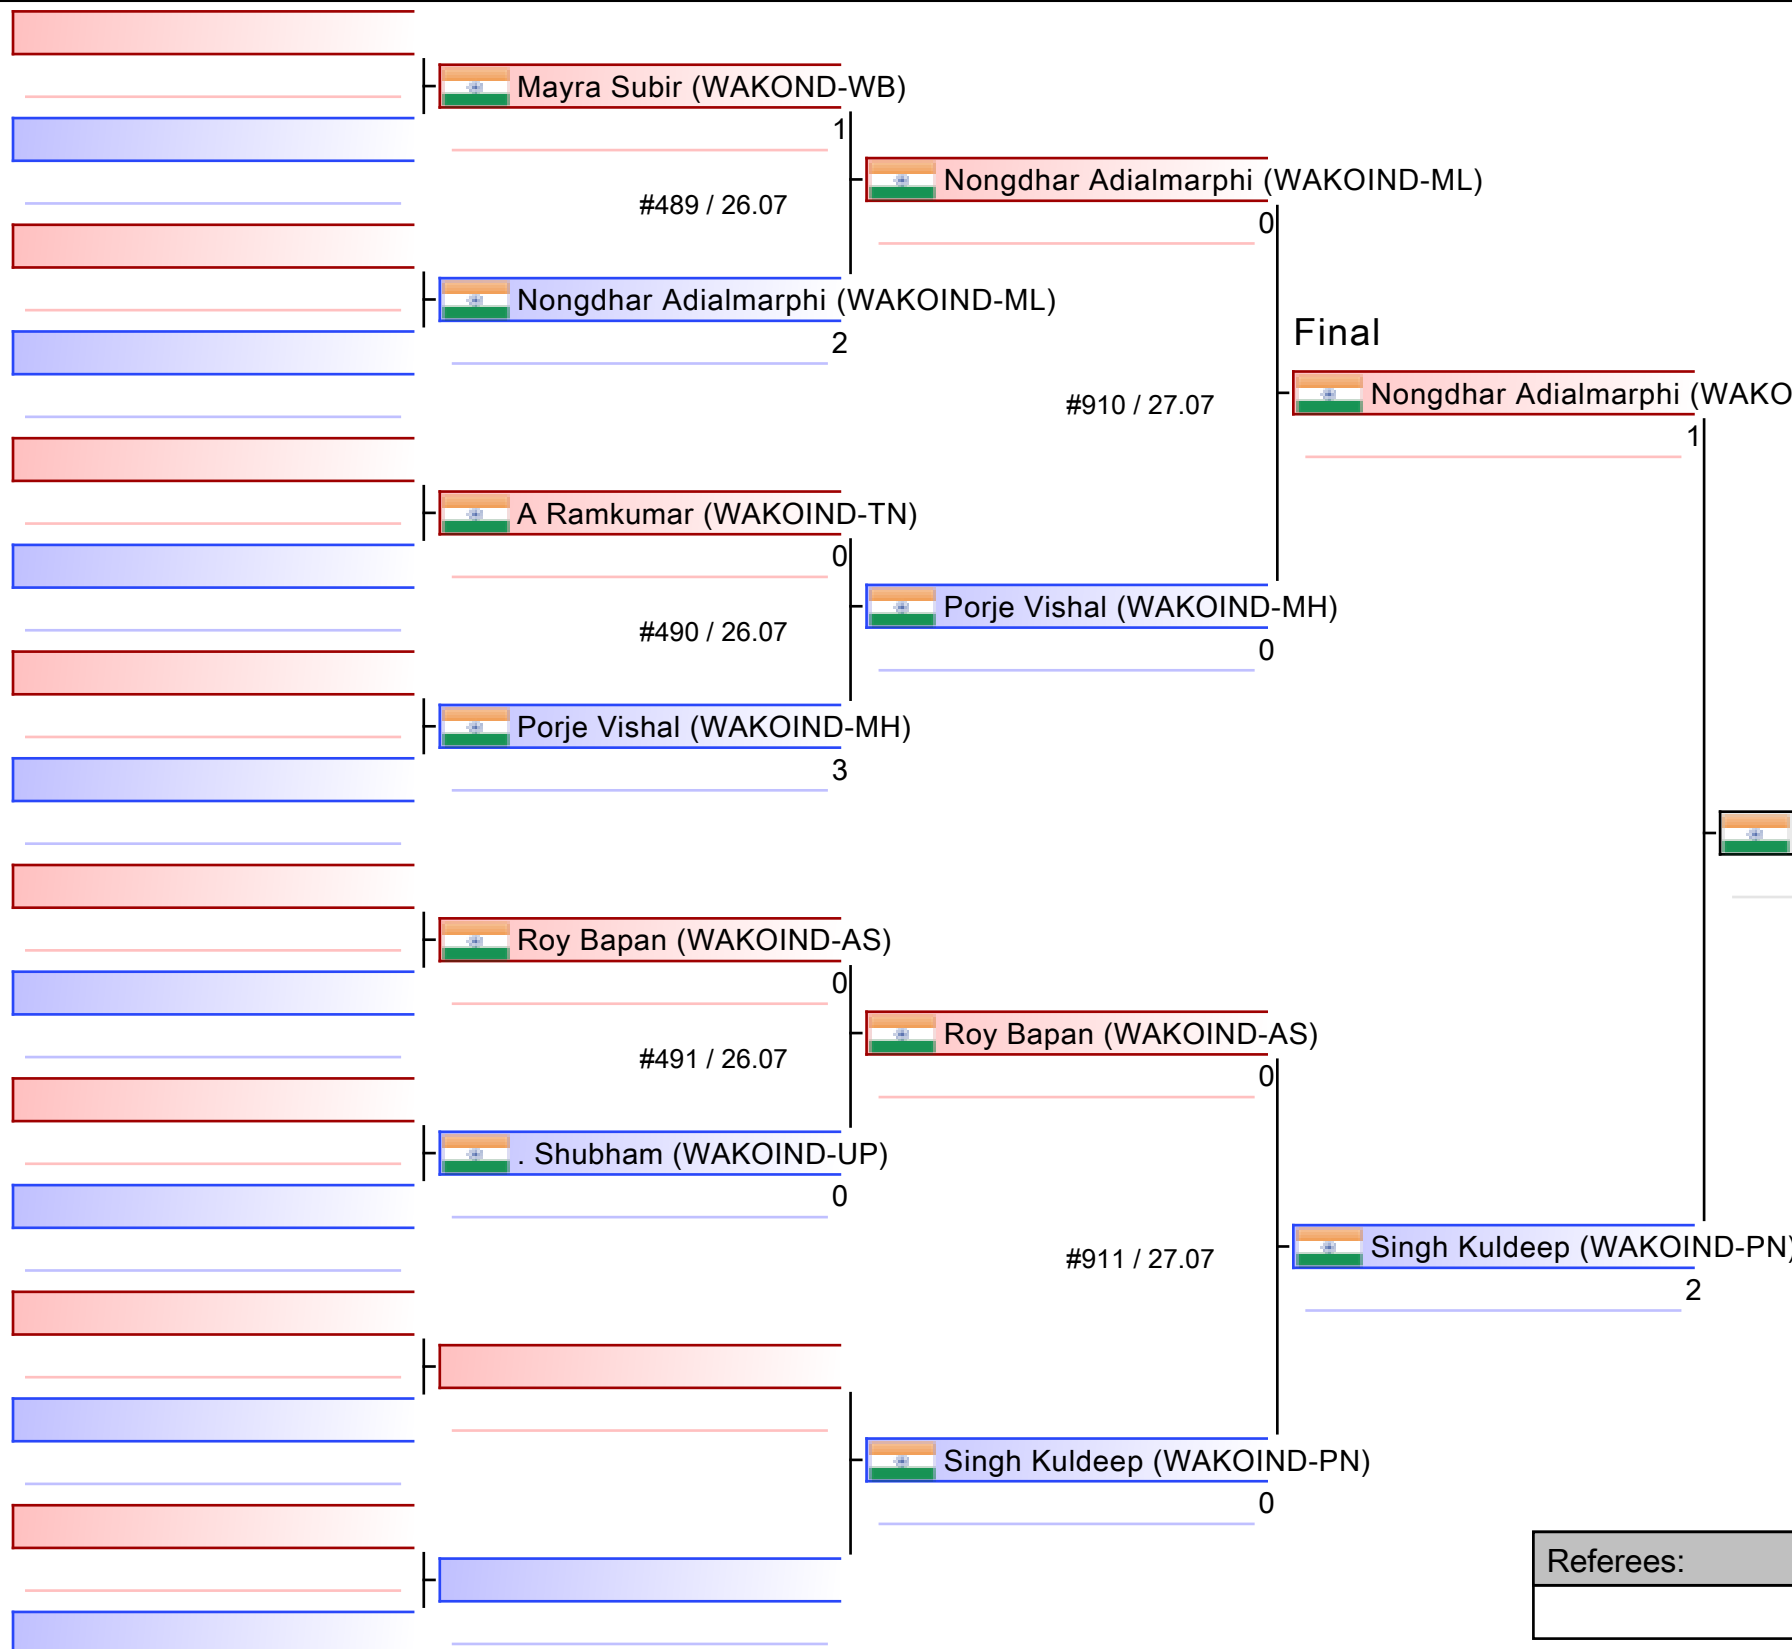 Mayra Subir (WAKOND-WB)
1
#489 / 26.07
Nongdhar Adialmarphi (WAKOIND-ML)
2
A Ramkumar (WAKOIND-TN)
0
#490 / 26.07
Porje Vishal (WAKOIND-MH)
3
Roy Bapan (WAKOIND-AS)
0
#491 / 26.07
. Shubham (WAKOIND-UP)
0
Nongdhar Adialmarphi (WAKOIND-ML)
0
#910 / 27.07
Porje Vishal (WAKOIND-MH)
0
Roy Bapan (WAKOIND-AS)
0
#911 / 27.07
Singh Kuldeep (WAKOIND-PN)
0
Final
Nongdhar Adialmarphi (WAKO
1
Singh Kuldeep (WAKOIND-PN)
2
Referees: